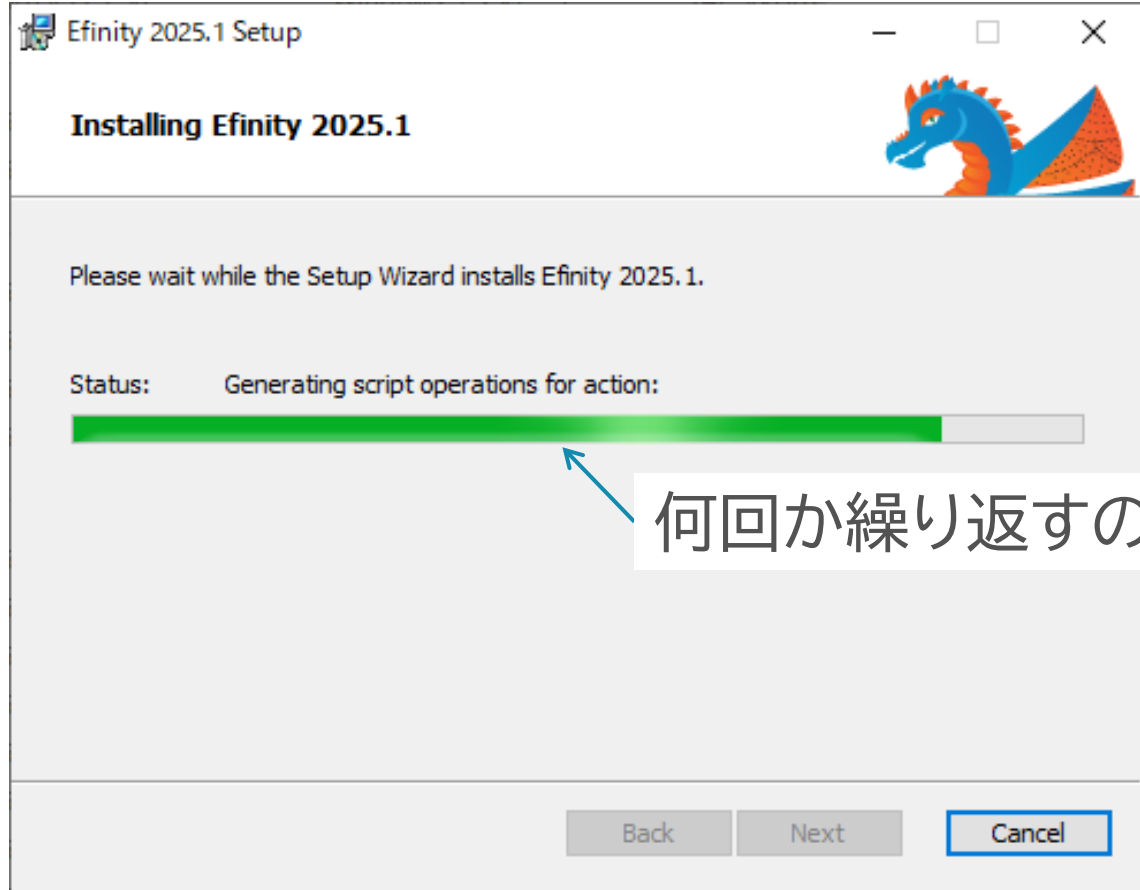 Efinity 2025.1 Setup
Installing Efinity 2025.1
Please wait while the Setup Wizard installs Efinity 2025.1.
Status: Generating script operations for action:
何回か繰り返すの
Back Next Cancel